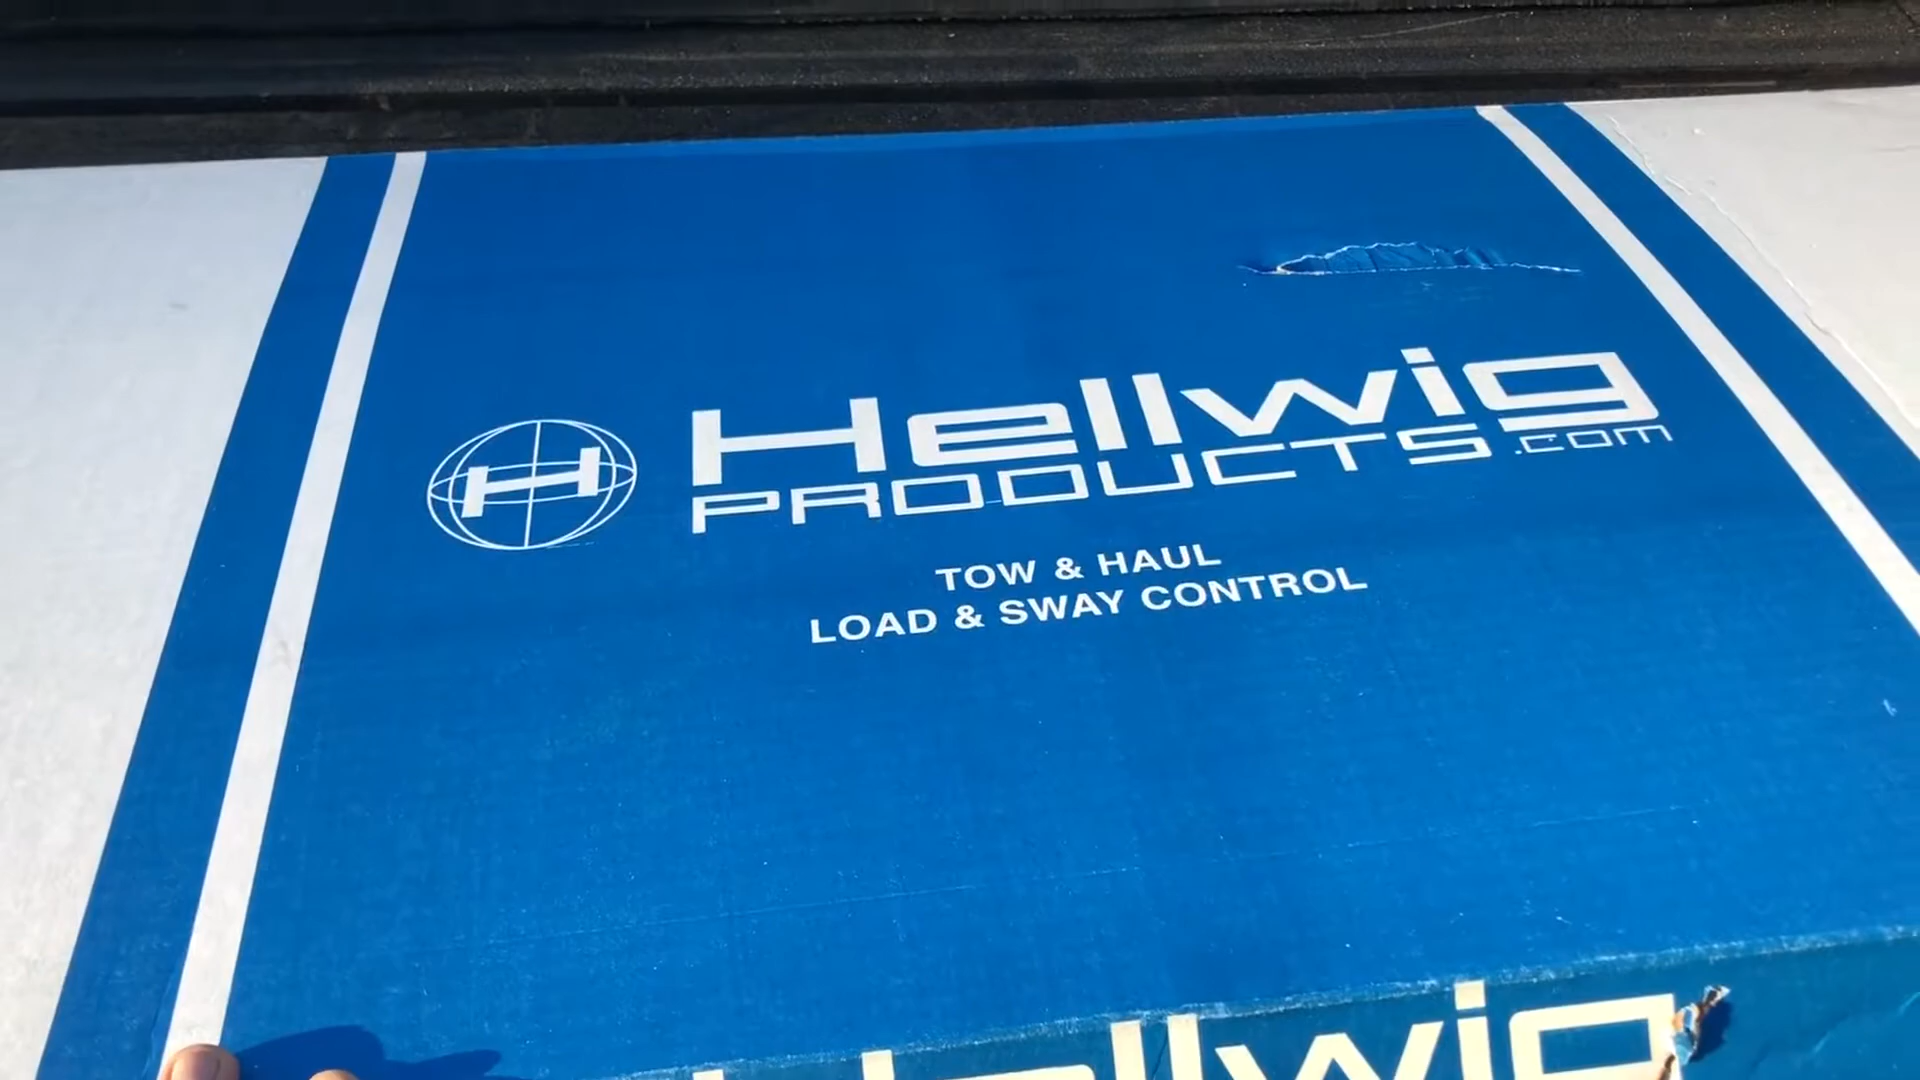 H
Hellwig
PRODUCTS.com
TOW & HAUL
LOAD & SWAY CONTROL
Hellwig